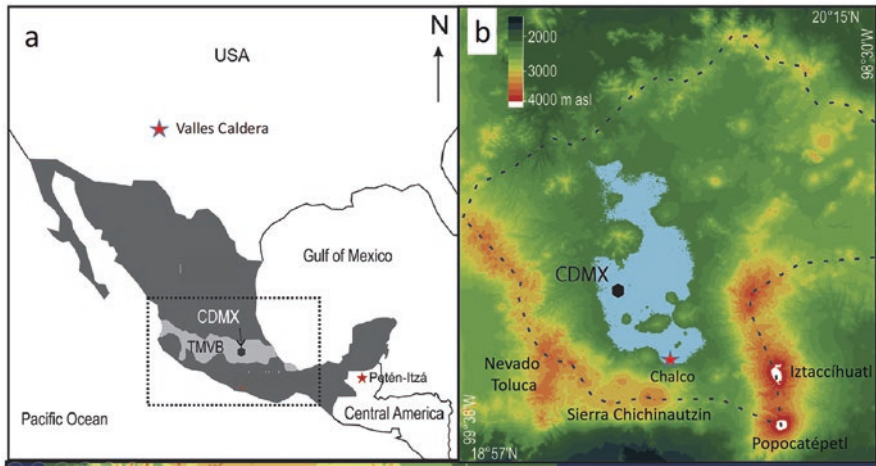 a
USA
N
Valles Caldera
Gulf of Mexico
CDMX
TMVB
Petén-Itzá
Pacific Ocean
Central America
b
20°15'N
98°30'W
2000
3000
4000 m asl
CDMX
Nevado
Toluca
Chalco
Iztaccíhuatl
Sierra Chichinautzin
Popocatépetl
99°38'W
18°57'N